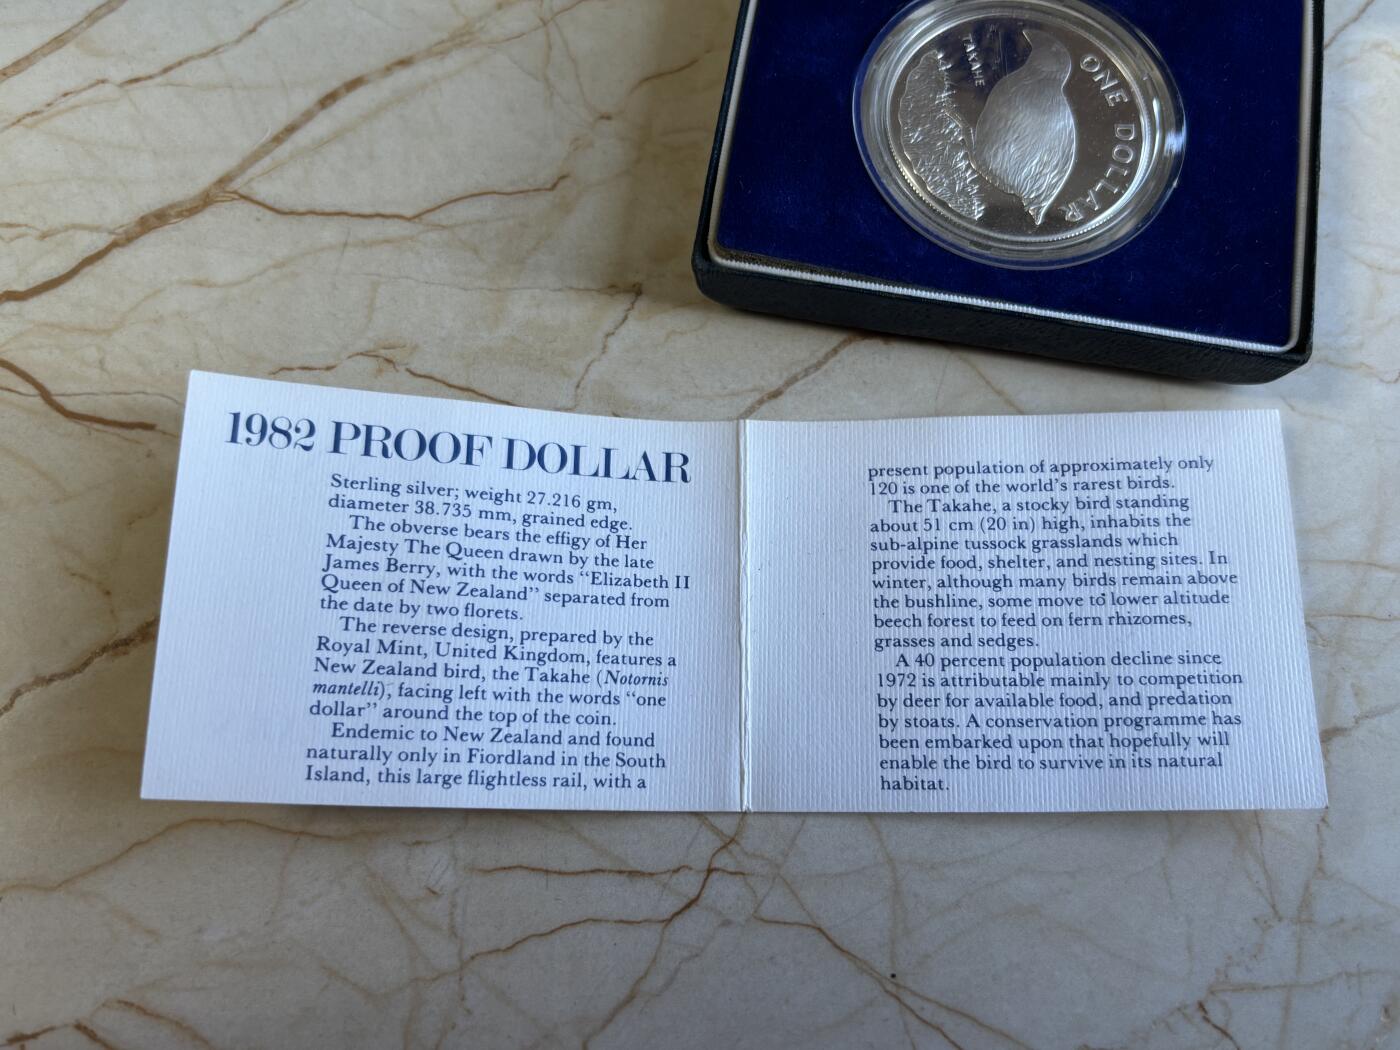 TAKAHE
ONE DOLLAR
1982 PROOF DOLLAR
Sterling silver; weight 27.216 gm,
diameter 38.735 mm, grained edge.
The obverse bears the effigy of Her
Majesty The Queen drawn by the late
James Berry, with the words “Elizabeth II
Queen of New Zealand” separated from
the date by two florets.
The reverse design, prepared by the
Royal Mint, United Kingdom, features a
New Zealand bird, the Takahe (Notornis
mantelli), facing left with the words “one
dollar” around the top of the coin.
Endemic to New Zealand and found
naturally only in Fiordland in the South
Island, this large flightless rail, with a
present population of approximately only
120 is one of the world’s rarest birds.
The Takahe, a stocky bird standing
about 51 cm (20 in) high, inhabits the
sub-alpine tussock grasslands which
provide food, shelter, and nesting sites. In
winter, although many birds remain above
the bushline, some move to lower altitude
beech forest to feed on fern rhizomes,
grasses and sedges.
A 40 percent population decline since
1972 is attributable mainly to competition
by deer for available food, and predation
by stoats. A conservation programme has
been embarked upon that hopefully will
enable the bird to survive in its natural
habitat.